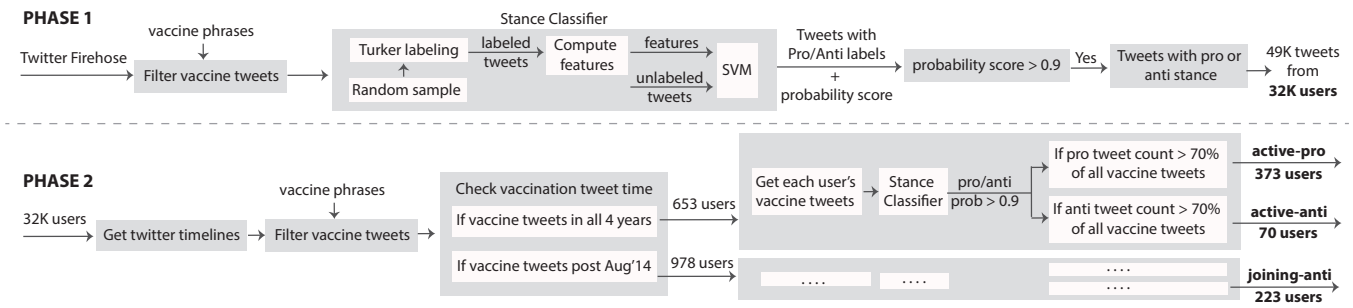 PHASE 1
Stance Classifier
vaccine phrases
Twitter Firehose
Filter vaccine tweets
Turker labeling
Random sample
labeled
tweets
Compute
features
features
unlabeled
tweets
SVM
Tweets with
Pro/Anti labels
+
probability score
probability score > 0.9
Yes
Tweets with pro or
anti stance
49K tweets
from
32K users
PHASE 2
vaccine phrases
32K users
Get twitter timelines
Filter vaccine tweets
Check vaccination tweet time
If vaccine tweets in all 4 years
If vaccine tweets post Aug'14
653 users
978 users
Get each user's
vaccine tweets
Stance
Classifier
pro/anti
prob > 0.9
If pro tweet count > 70%
of all vaccine tweets
If anti tweet count > 70%
of all vaccine tweets
active-pro
373 users
active-anti
70 users
....
....
....
....
joining-anti
223 users